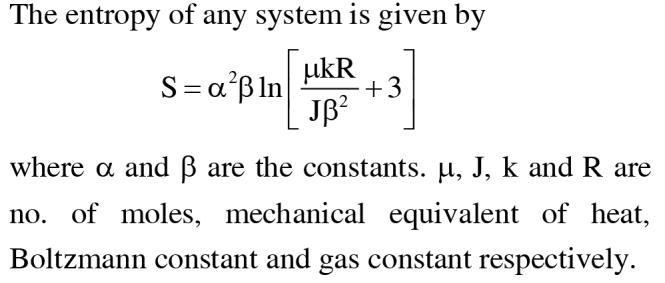 The entropy of any system is given by
S = α²β ln [ μkR / Jβ² + 3 ]
where α and β are the constants. μ, J, k and R are
no. of moles, mechanical equivalent of heat,
Boltzmann constant and gas constant respectively.